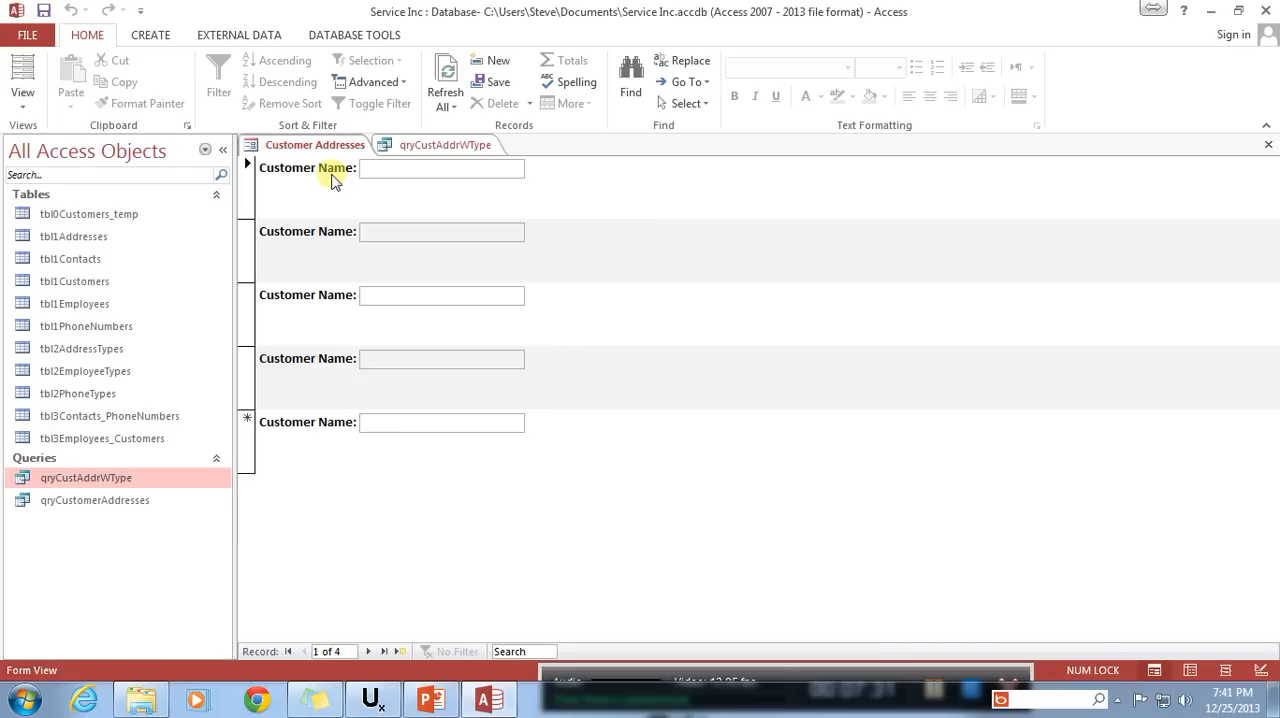 Service Inc : Database- C:\Users\Steve\Documents\Service Inc.accdb (Access 2007 - 2013 file format) - Access
?
FILE HOME CREATE EXTERNAL DATA DATABASE TOOLS Sign in
View
Views
Paste
Cut
Copy
Format Painter
Clipboard
Filter
Ascending
Descending
Remove Sort
Selection
Advanced
Toggle Filter
Sort & Filter
Refresh
All
New
Save
Delete
Totals
Spelling
More
Records
Find
Replace
Go To
Select
Find
B I U A
Text Formatting
All Access Objects
Search...
Tables
tbl0Customers_temp
tbl1Addresses
tbl1Contacts
tbl1Customers
tbl1Employees
tbl1PhoneNumbers
tbl2AddressTypes
tbl2EmployeeTypes
tbl2PhoneTypes
tbl3Contacts_PhoneNumbers
tbl3Employees_Customers
Queries
qryCustAddrWType
qryCustomerAddresses
Customer Addresses qryCustAddrWType
Customer Name:
Customer Name:
Customer Name:
Customer Name:
Customer Name:
Record: 1 of 4 No Filter Search
Form View NUM LOCK
7:41 PM
12/25/2013